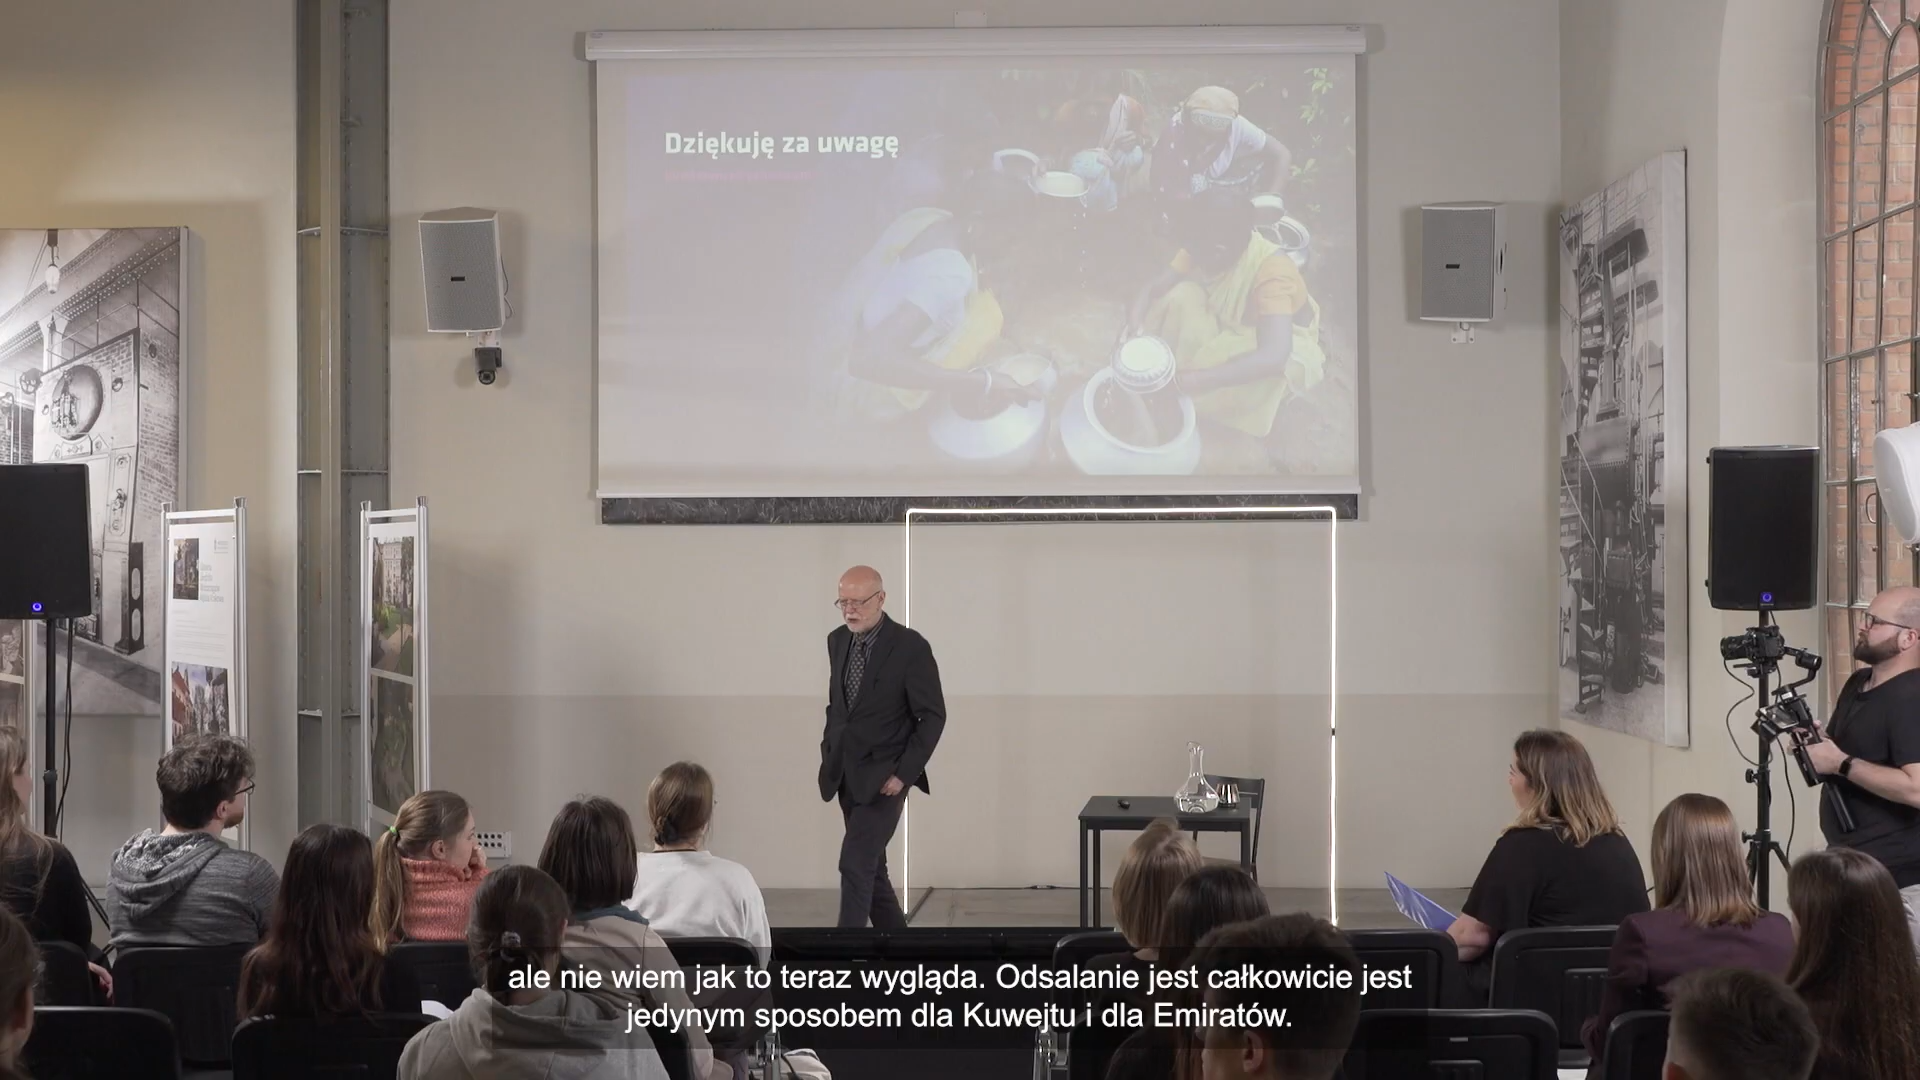 Dziękuję za uwagę
ale nie wiem jak to teraz wygląda. Odsalanie jest całkowicie jest
jedynym sposobem dla Kuwejtu i dla Emiratów.